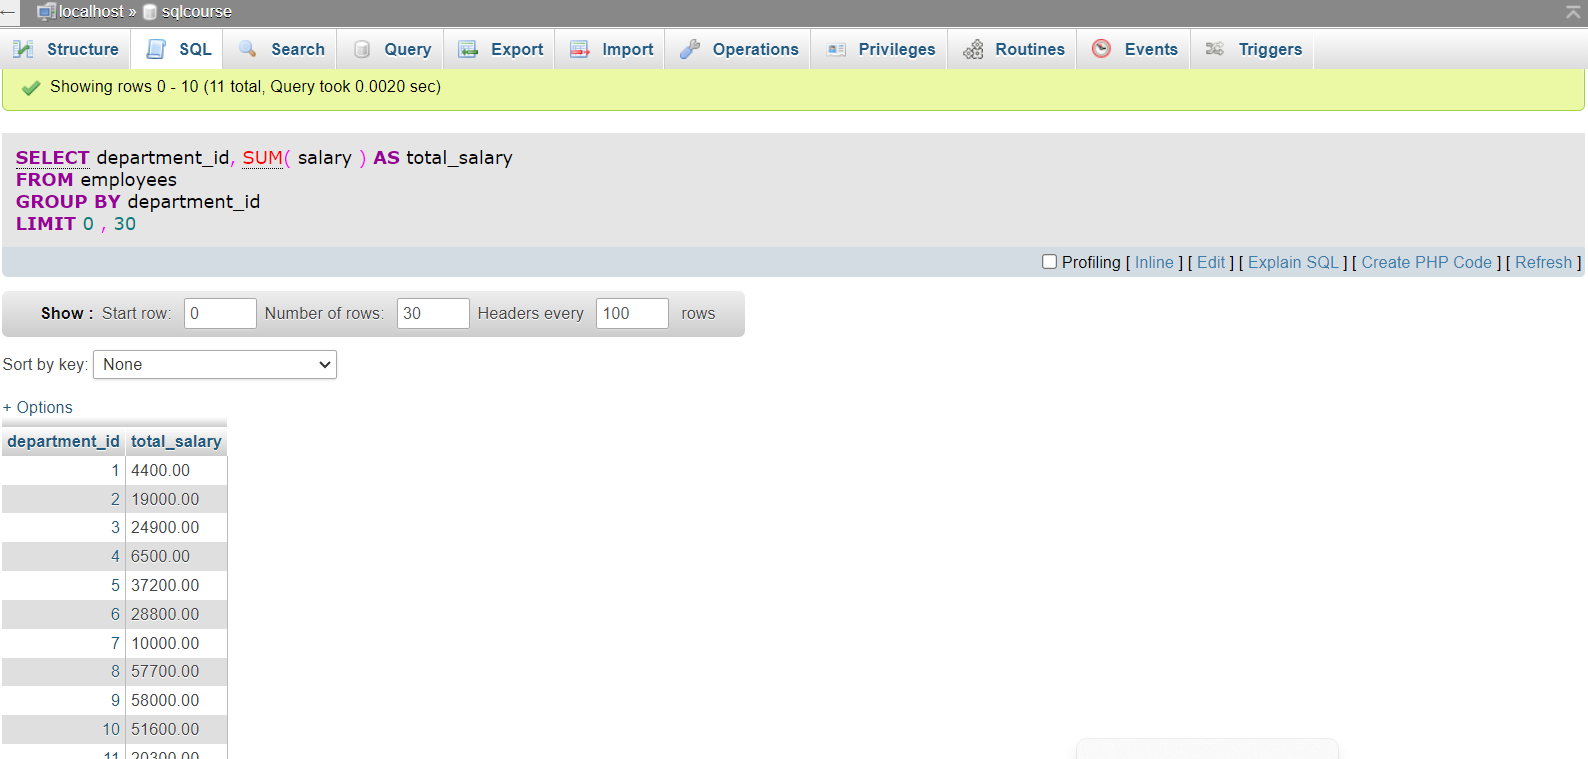 localhost » sqlcourse
Structure SQL Search Query Export Import Operations Privileges Routines Events Triggers
Showing rows 0 - 10 (11 total, Query took 0.0020 sec)
SELECT department_id, SUM( salary ) AS total_salary
FROM employees
GROUP BY department_id
LIMIT 0 , 30
Profiling [ Inline ] [ Edit ] [ Explain SQL ] [ Create PHP Code ] [ Refresh ]
Show : Start row: 0 Number of rows: 30 Headers every 100 rows
Sort by key: None
+ Options
department_id total_salary
1 4400.00
2 19000.00
3 24900.00
4 6500.00
5 37200.00
6 28800.00
7 10000.00
8 57700.00
9 58000.00
10 51600.00
11 20300.00